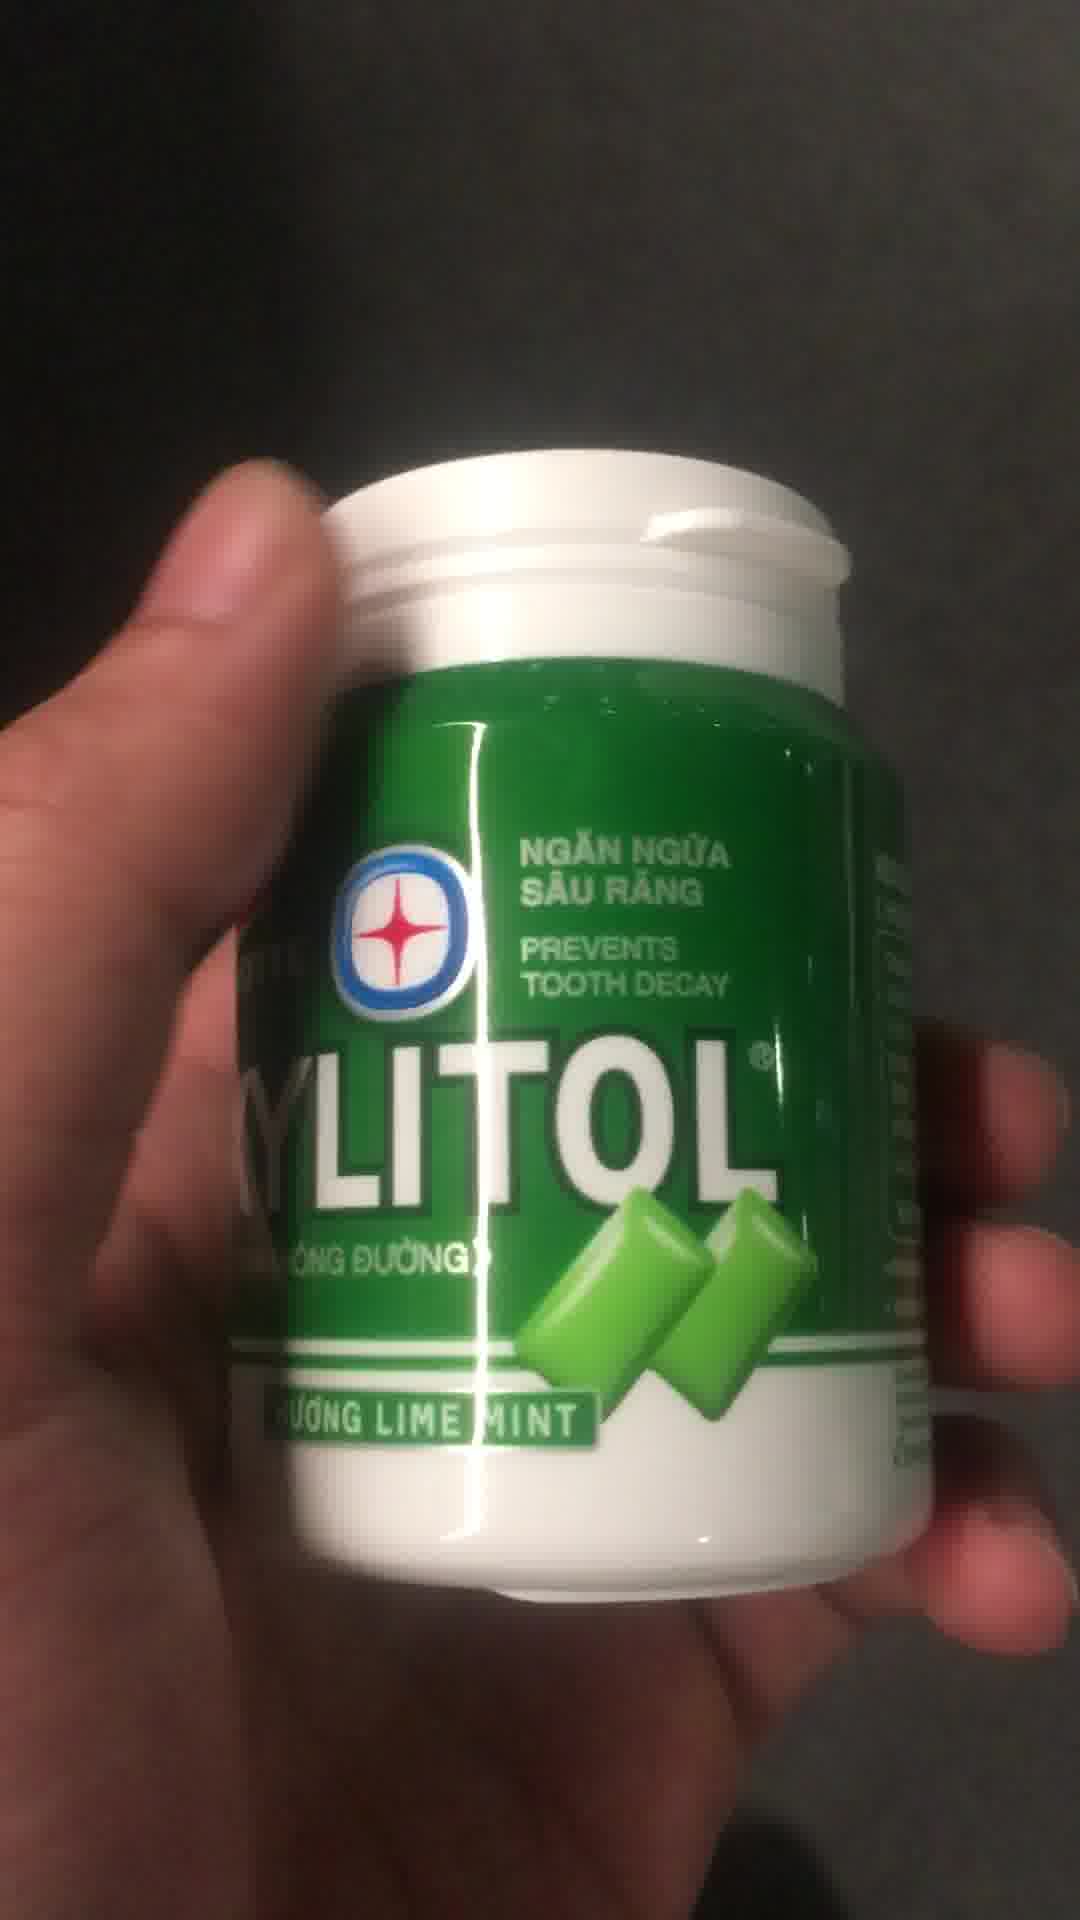 NGĂN NGỪA
SÂU RĂNG
PREVENTS
TOOTH DECAY
YLITOL®
ÔNG ĐƯỜNG)
ƯƠNG LIME MINT